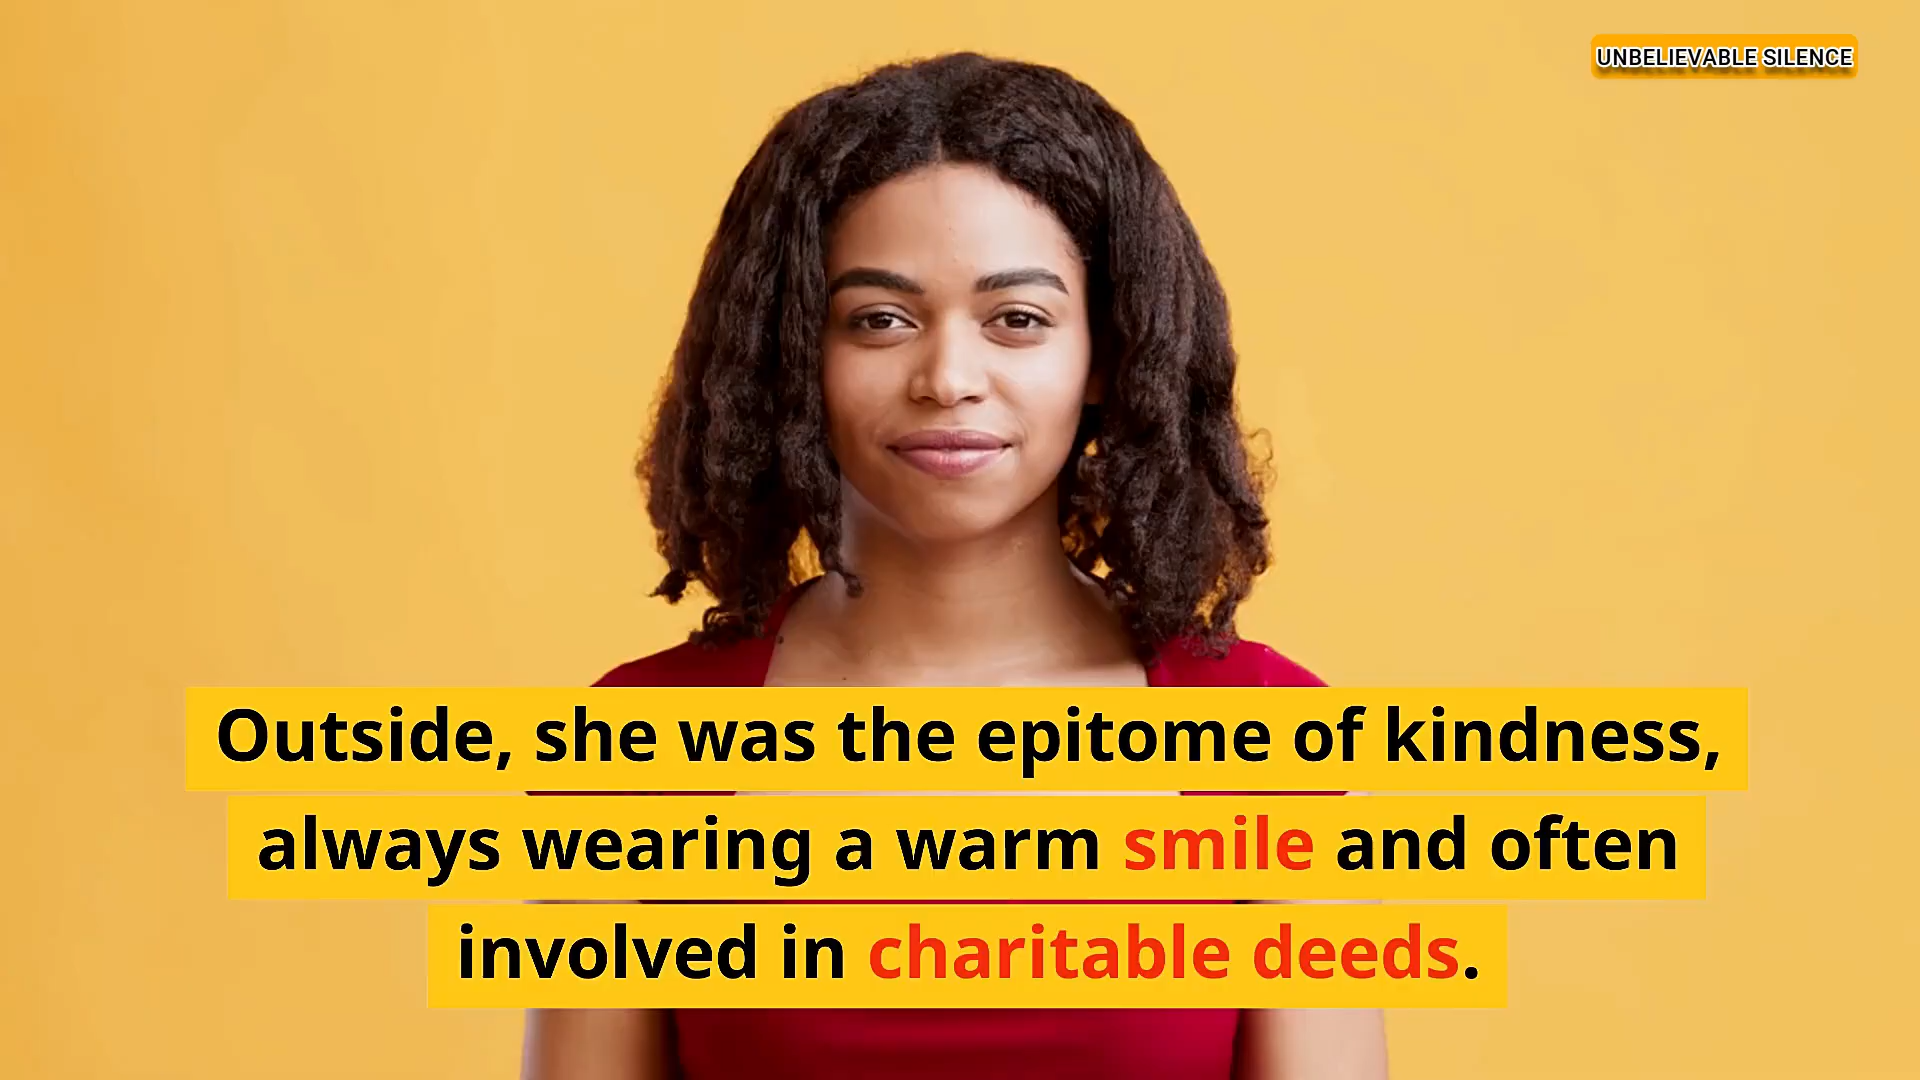 UNBELIEVABLE SILENCE
Outside, she was the epitome of kindness,
always wearing a warm smile and often
involved in charitable deeds.